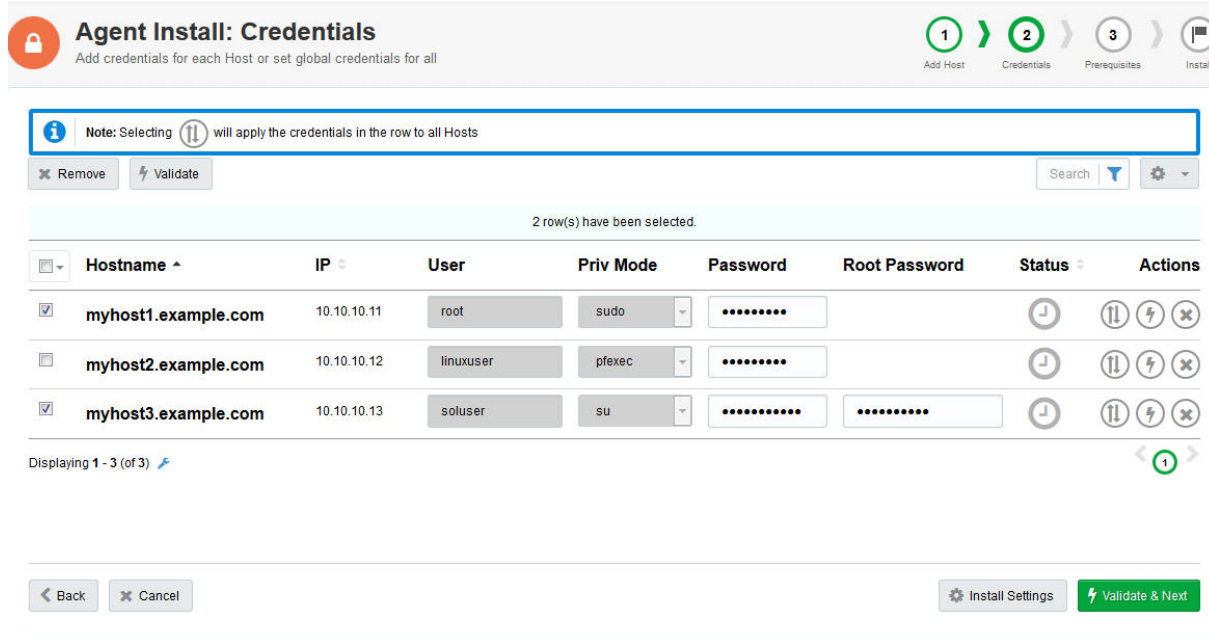 Agent Install: Credentials
Add credentials for each Host or set global credentials for all
1 2 3
Add Host Credentials Prerequisites Instal
Note: Selecting will apply the credentials in the row to all Hosts
Remove Validate Search
2 row(s) have been selected.
Hostname IP User Priv Mode Password Root Password Status Actions
myhost1.example.com 10.10.10.11 root sudo •••••••••
myhost2.example.com 10.10.10.12 linuxuser pfexec •••••••••
myhost3.example.com 10.10.10.13 soluser su ••••••••••• ••••••••••
Displaying 1 - 3 (of 3) 1
Back Cancel Install Settings Validate & Next